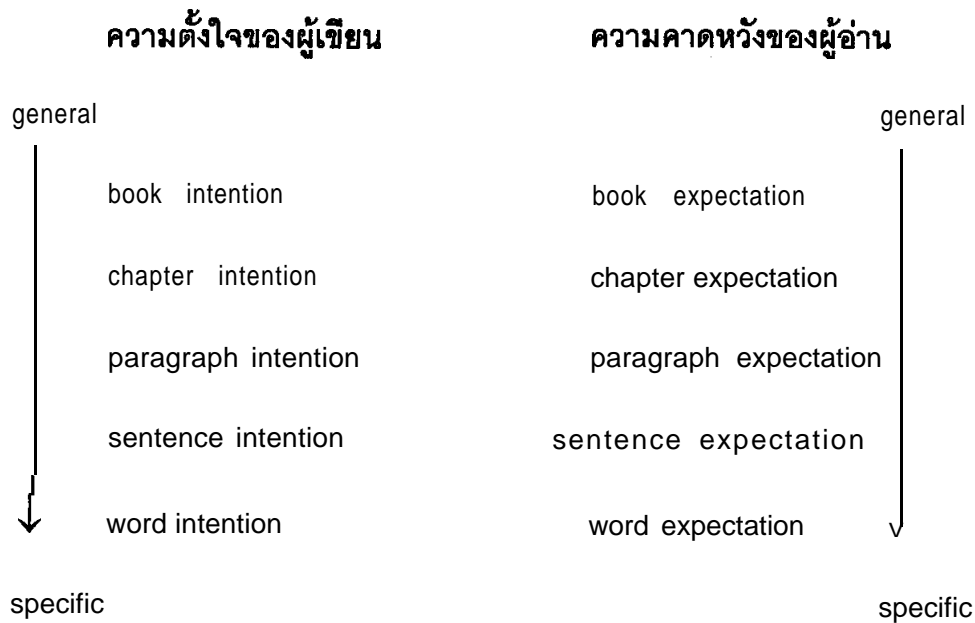 ความตั้งใจของผู้เขียน ความคาดหวังของผู้อ่าน
general general
book intention book expectation
chapter intention chapter expectation
paragraph intention paragraph expectation
sentence intention sentence expectation
word intention word expectation
specific specific